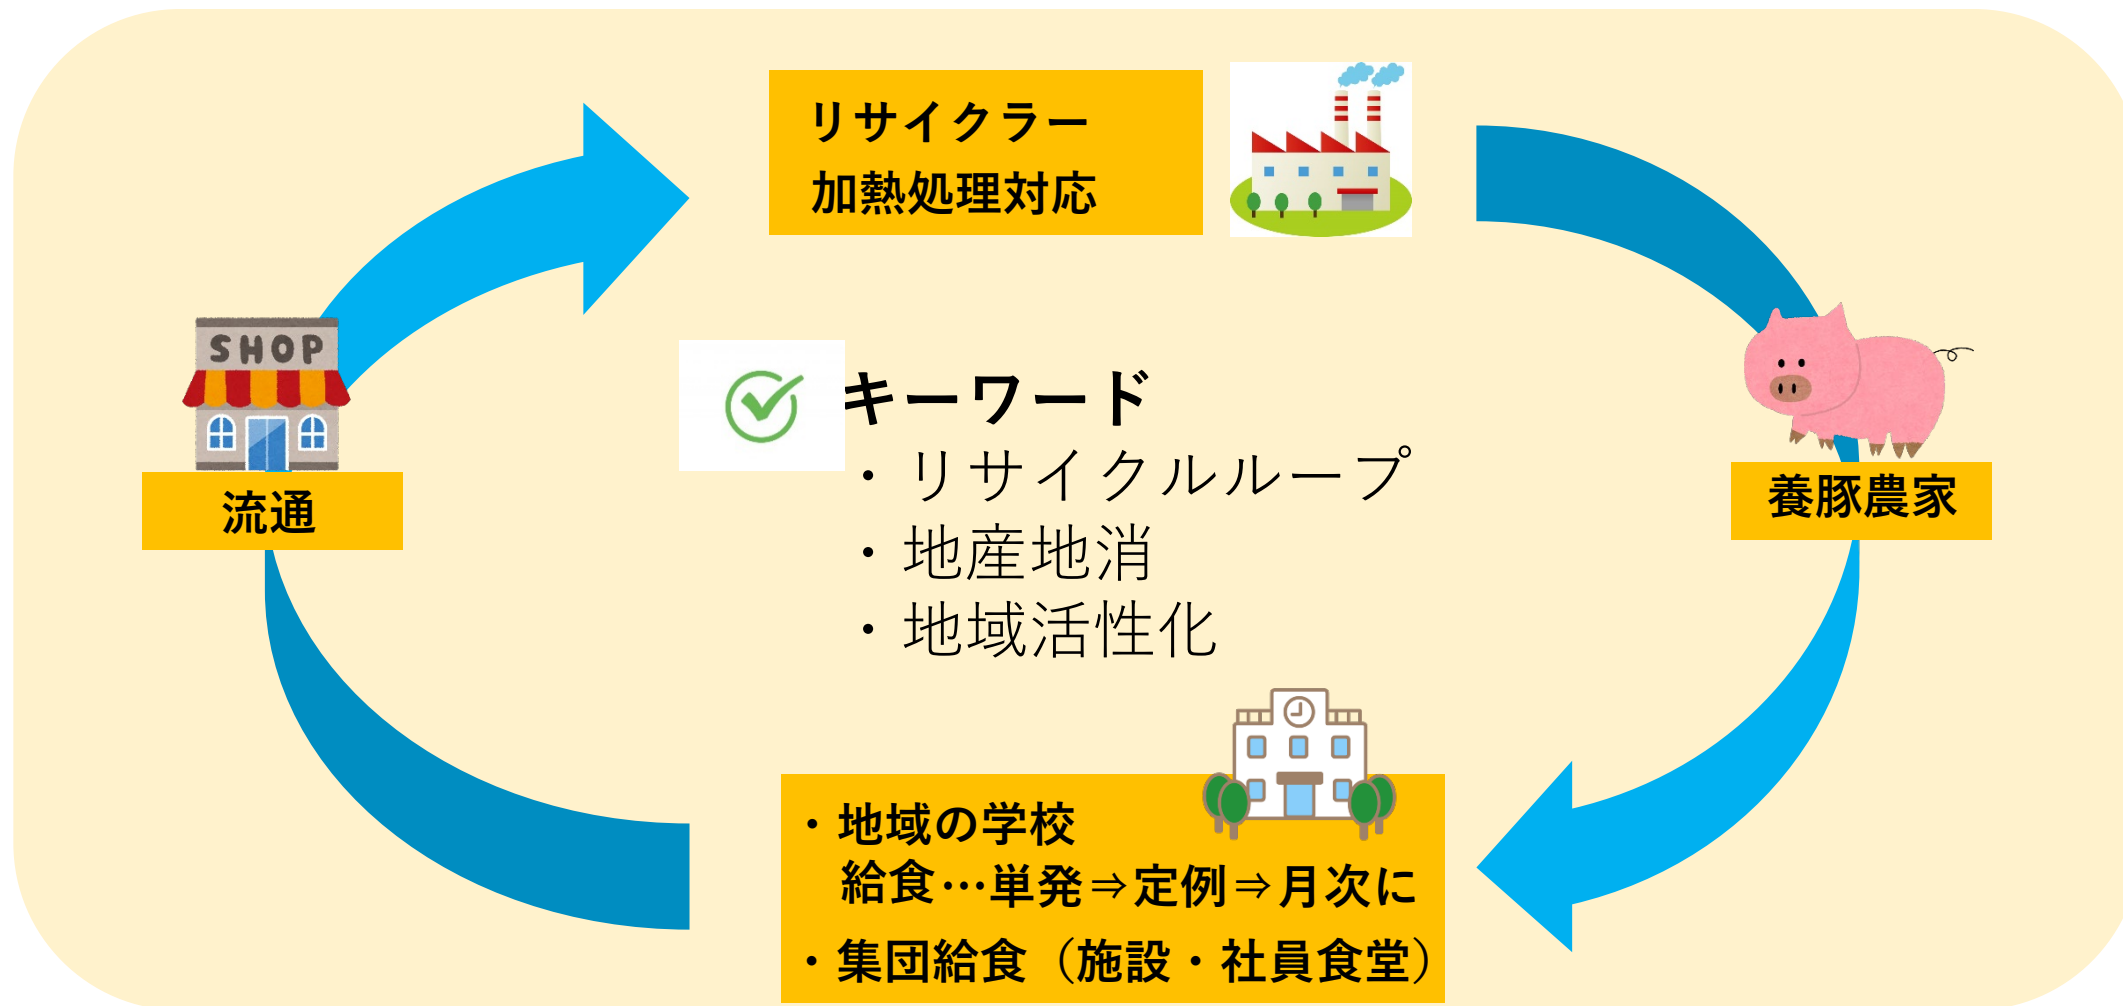 リサイクラー
加熱処理対応
SHOP
流通
キーワード
・リサイクルループ
・地産地消
・地域活性化
養豚農家
・地域の学校
給食…単発⇒定例⇒月次に
・集団給食（施設・社員食堂）